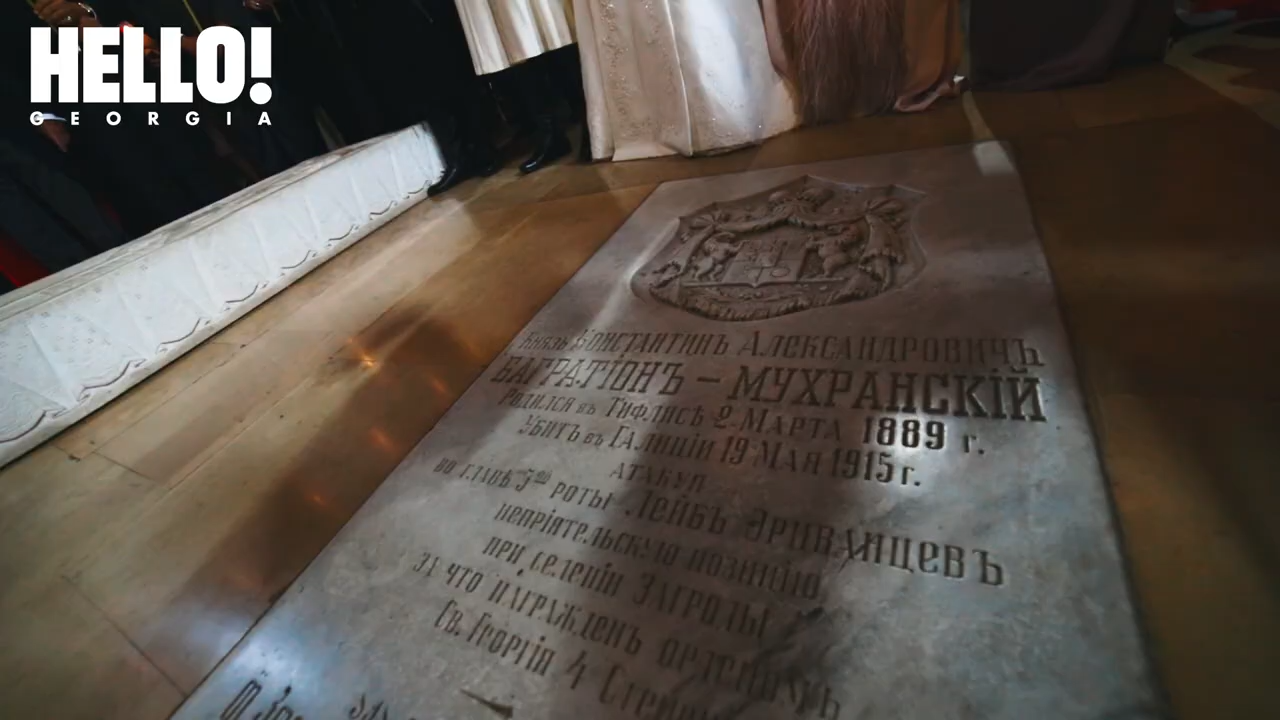 HELLO!
GEORGIA
Князь Константинъ Александровичъ
БАГРАТІОНЪ – МУХРАНСКІЙ
Родился въ Тифлисѣ 2 Марта 1889 г.
Убитъ въ Галиціи 19 Мая 1915 г.
атакуя
во главѣ 5ой роты Лейбъ Эриванцевъ
непріятельскую позицію
при селеніи Загроды
за что награжденъ орденомъ
Св. Георгія 4